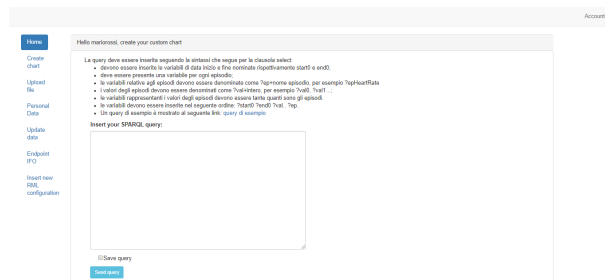 Account
Home
Create
chart
Upload
file
Personal
Data
Update
data
Endpoint
IFO
Insert new
RML
configuration
Hello mariorossi, create your custom chart
La query deve essere inserita seguendo la sintassi che segue per la clausola select:
devono essere inserite le variabili di data inizio e fine nominate rispettivamente start0 e end0;
deve essere presente una variabile per ogni episodio;
le variabili relative agli episodi devono essere denominate come ?ep+nome episodio, per esempio ?epHeartRate
i valori degli episodi devono essere denominati come ?val+intero, per esempio ?val0, ?val1 ...;
le variabili rappresentanti i valori degli episodi devono essere tante quanti sono gli episodi.
le variabili devono essere inserite nel seguente ordine: ?start0 ?end0 ?val.. ?ep.
Un query di esempio è mostrato al seguente link: query di esempio
Insert your SPARQL query:
Save query
Send query